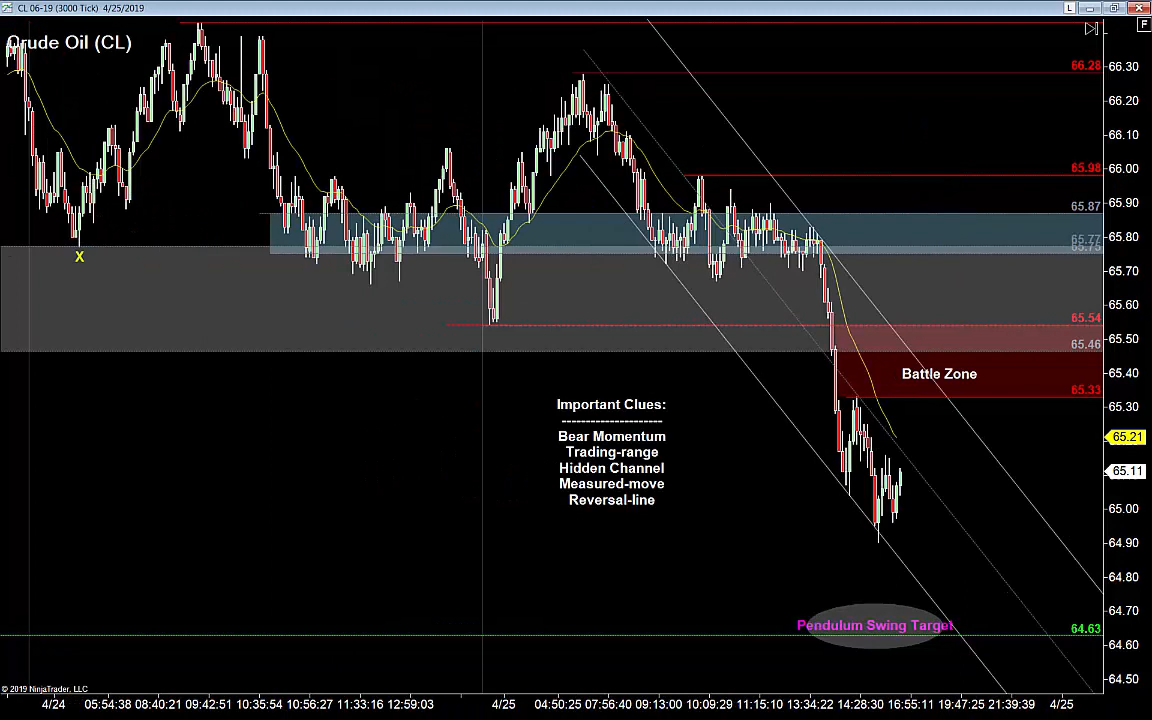 CL 06-19 (3000 Tick) 4/25/2019
L
F
Crude Oil (CL)
66.28
66.30
66.20
66.10
65.98
66.00
65.87
65.90
65.77
65.80
65.75
X
65.70
65.60
65.54
65.50
65.46
Battle Zone
65.40
65.33
65.30
Important Clues:
----------------------
Bear Momentum
Trading-range
Hidden Channel
Measured-move
Reversal-line
65.21
65.11
65.00
64.90
64.80
64.70
Pendulum Swing Target
64.63
64.60
64.50
© 2019 NinjaTrader, LLC
4/24 05:54:38 08:40:21 09:42:51 10:35:54 10:56:27 11:33:16 12:59:03 4/25 04:50:25 07:56:40 09:13:00 10:09:29 11:15:10 13:34:22 14:28:30 16:55:11 19:47:25 21:39:39 4/25